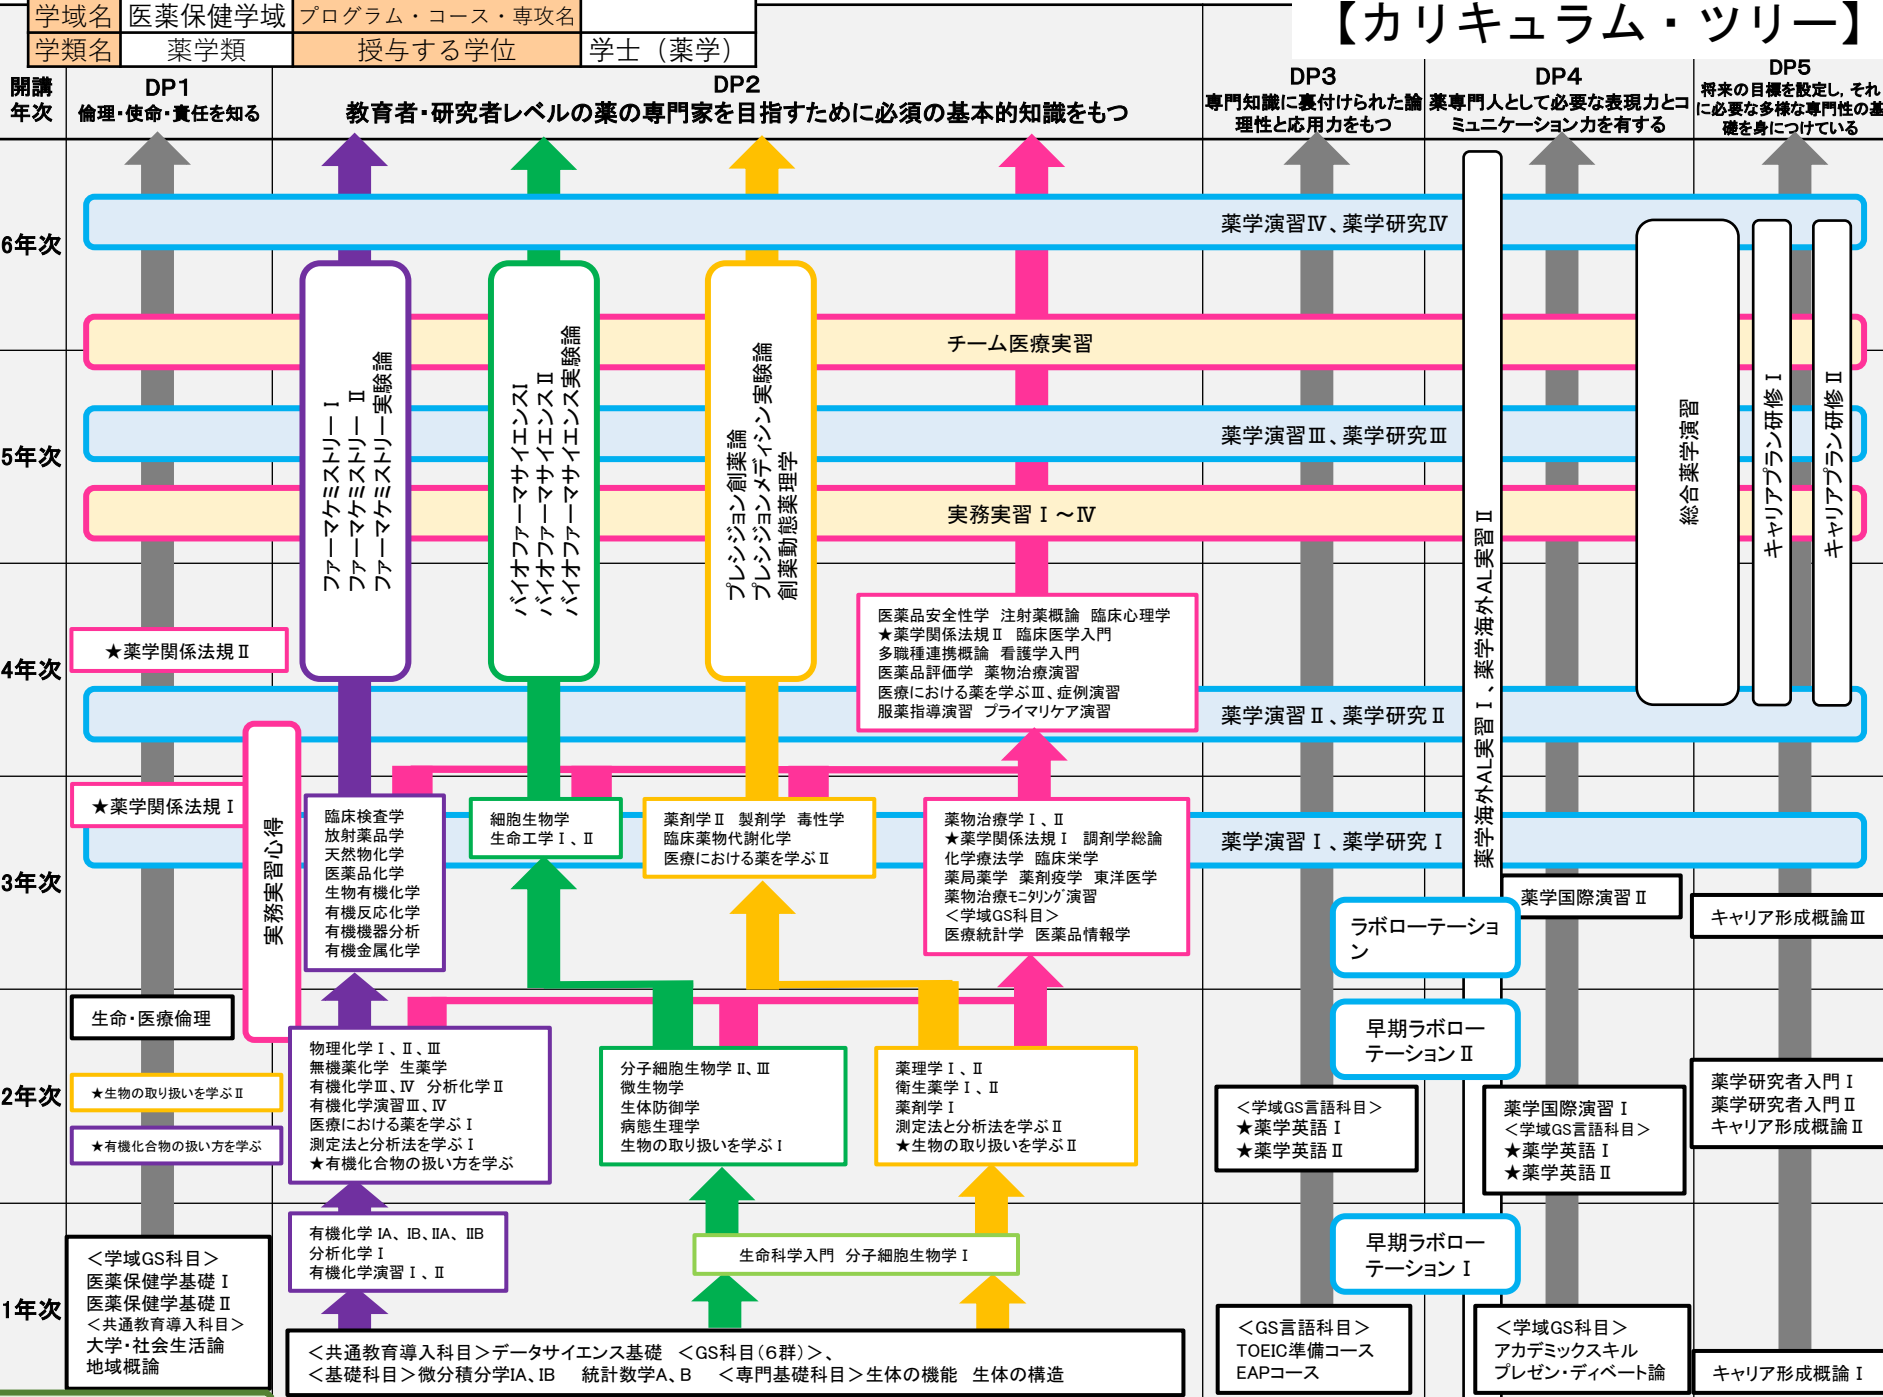 学域名 医薬保健学域 プログラム・コース・専攻名
学類名 薬学類 授与する学位 学士（薬学）
【カリキュラム・ツリー】
開講
年次
DP1
倫理・使命・責任を知る
DP2
教育者・研究者レベルの薬の専門家を目指すために必須の基本的知識をもつ
DP3
専門知識に裏付けられた論
理性と応用力をもつ
DP4
薬専門人として必要な表現力とコ
ミュニケーション力を有する
DP5
将来の目標を設定し、それ
に必要な多様な専門性の基
礎を身につけている
6年次
薬学演習Ⅳ、薬学研究Ⅳ
チーム医療実習
5年次
薬学演習Ⅲ、薬学研究Ⅲ
実務実習Ⅰ～Ⅳ
ファーマケミストリーⅠ
ファーマケミストリーⅡ
ファーマケミストリー実験論
バイオファーマサイエンスⅠ
バイオファーマサイエンスⅡ
バイオファーマサイエンス実験論
プレシジョン創薬論
プレシジョンメディシン実験論
創薬動態薬理学
薬学海外AL実習Ⅰ、薬学海外AL実習Ⅱ
総合薬学演習
キャリアプラン研修Ⅰ
キャリアプラン研修Ⅱ
4年次
★薬学関係法規Ⅱ
医薬品安全性学 注射薬概論 臨床心理学
★薬学関係法規Ⅱ 臨床医学入門
多職種連携概論 看護学入門
医薬品評価学 薬物治療演習
医療における薬を学ぶⅢ、症例演習
服薬指導演習 プライマリケア演習
薬学演習Ⅱ、薬学研究Ⅱ
3年次
★薬学関係法規Ⅰ
実務実習心得
臨床検査学
放射薬品学
天然物化学
医薬品化学
生物有機化学
有機反応化学
有機機器分析
有機金属化学
細胞生物学
生命工学Ⅰ、Ⅱ
薬剤学Ⅱ 製剤学 毒性学
臨床薬物代謝化学
医療における薬を学ぶⅡ
薬物治療学Ⅰ、Ⅱ
★薬学関係法規Ⅰ 調剤学総論
化学療法学 臨床栄学
薬局薬学 薬剤疫学 東洋医学
薬物治療ﾓﾆﾀﾘﾝｸﾞ演習
＜学域GS科目＞
医療統計学 医薬品情報学
薬学演習Ⅰ、薬学研究Ⅰ
ラボローテーショ
ン
薬学国際演習Ⅱ
キャリア形成概論Ⅲ
2年次
生命・医療倫理
★生物の取り扱いを学ぶⅡ
★有機化合物の扱い方を学ぶ
物理化学Ⅰ、Ⅱ、Ⅲ
無機薬化学 生薬学
有機化学Ⅲ、Ⅳ 分析化学Ⅱ
有機化学演習Ⅲ、Ⅳ
医療における薬を学ぶⅠ
測定法と分析法を学ぶⅠ
★有機化合物の扱い方を学ぶ
分子細胞生物学Ⅱ、Ⅲ
微生物学
生体防御学
病態生理学
生物の取り扱いを学ぶⅠ
薬理学Ⅰ、Ⅱ
衛生薬学Ⅰ、Ⅱ
薬剤学Ⅰ
測定法と分析法を学ぶⅡ
★生物の取り扱いを学ぶⅡ
早期ラボロー
テーションⅡ
＜学域GS言語科目＞
★薬学英語Ⅰ
★薬学英語Ⅱ
薬学国際演習Ⅰ
＜学域GS言語科目＞
★薬学英語Ⅰ
★薬学英語Ⅱ
薬学研究者入門Ⅰ
薬学研究者入門Ⅱ
キャリア形成概論Ⅱ
1年次
＜学域GS科目＞
医薬保健学基礎Ⅰ
医薬保健学基礎Ⅱ
＜共通教育導入科目＞
大学・社会生活論
地域概論
有機化学 ⅠA、ⅠB、ⅡA、ⅡB
分析化学Ⅰ
有機化学演習Ⅰ、Ⅱ
生命科学入門 分子細胞生物学Ⅰ
早期ラボロー
テーションⅠ
＜共通教育導入科目＞データサイエンス基礎 ＜GS科目(6群)＞、
＜基礎科目＞微分積分学ⅠA、ⅠB 統計数学A、B ＜専門基礎科目＞生体の機能 生体の構造
＜GS言語科目＞
TOEIC準備コース
EAPコース
＜学域GS科目＞
アカデミックスキル
プレゼン・ディベート論
キャリア形成概論Ⅰ